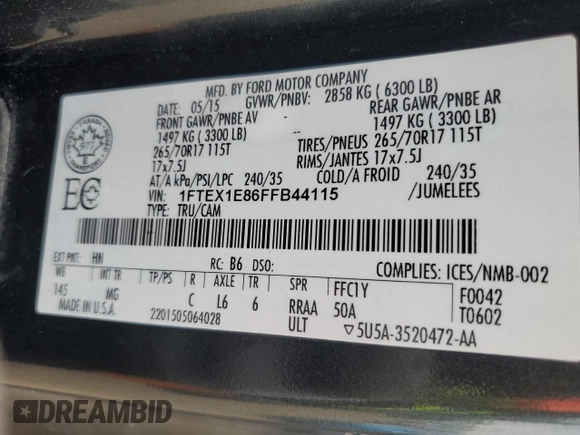 MFD. BY FORD MOTOR COMPANY
DATE: 05/15 GVWR/PNBV: 2858 KG ( 6300 LB)
FRONT GAWR/PNBE AV REAR GAWR/PNBE AR
1497 KG ( 3300 LB) 1497 KG ( 3300 LB)
265/70R17 115T TIRES/PNEUS 265/70R17 115T
17x7.5J RIMS/JANTES 17x7.5J
AT/A kPa/PSI/LPC 240/35 COLD/A FROID 240/35
VIN: 1FTEX1E86FFB44115 /JUMELEES
TYPE: TRU/CAM
CANADA
TRANSPORT
EC
EXT PNT: HN RC: B6 DSO: COMPLIES: ICES/NMB-002
WB INT TR TP/PS R AXLE TR SPR FFC1Y F0042
145 MG C L6 6 RRAA 50A T0602
MADE IN U.S.A. 2201505064028 ULT ▽5U5A-3520472-AA
DREAMBID